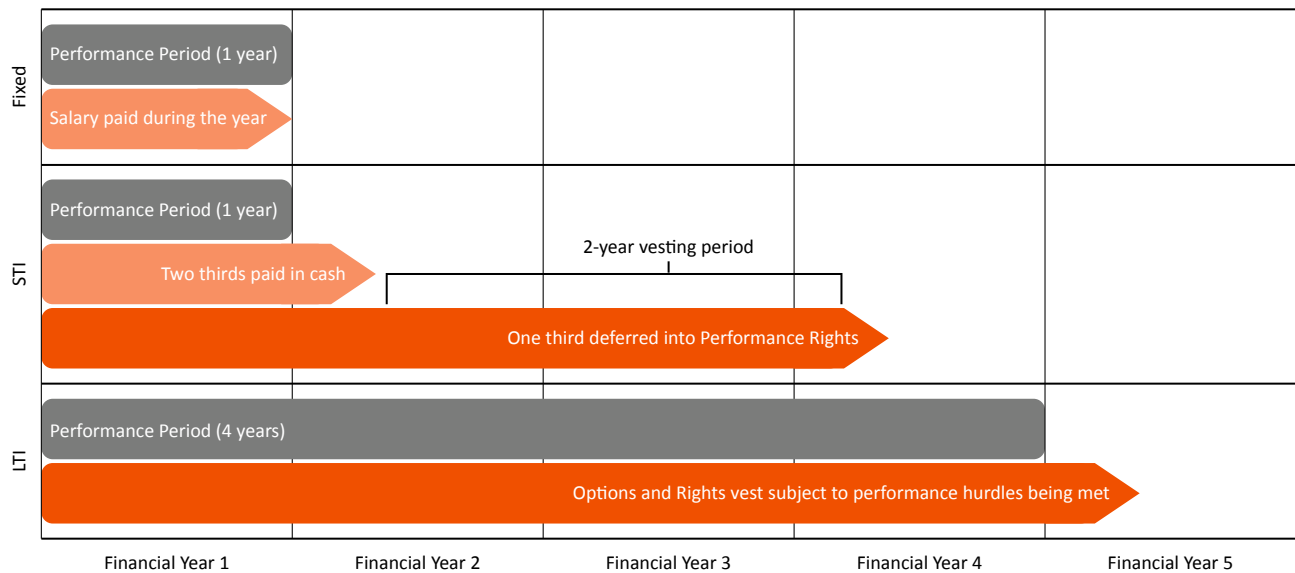 Fixed
Performance Period (1 year)
Salary paid during the year
STI
Performance Period (1 year)
Two thirds paid in cash
2-year vesting period
One third deferred into Performance Rights
LTI
Performance Period (4 years)
Options and Rights vest subject to performance hurdles being met
Financial Year 1
Financial Year 2
Financial Year 3
Financial Year 4
Financial Year 5